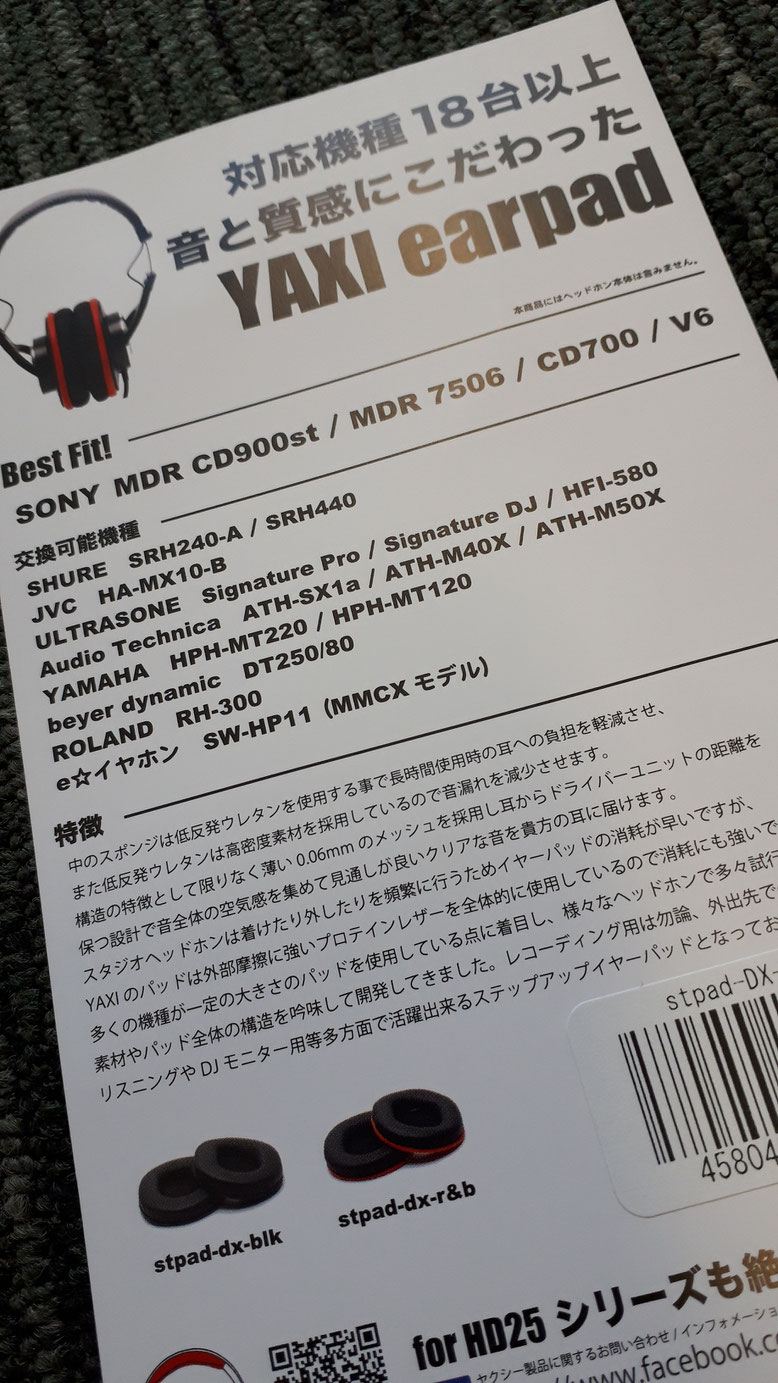 対応機種18台以上
音と質感にこだわった
YAXI earpad
本商品にはヘッドホン本体は含みません。
Best Fit!
SONY MDR CD900st / MDR 7506 / CD700 / V6
交換可能機種
SHURE SRH240-A / SRH440
JVC HA-MX10-B
ULTRASONE Signature Pro / Signature DJ / HFI-580
Audio Technica ATH-SX1a / ATH-M40X / ATH-M50X
YAMAHA HPH-MT220 / HPH-MT120
beyer dynamic DT250/80
ROLAND RH-300
e☆イヤホン SW-HP11（MMCXモデル）
特徴
中のスポンジは低反発ウレタンを使用する事で長時間使用時の耳への負担を軽減させ、
また低反発ウレタンは高密度素材を採用しているので音漏れを減少させます。
構造の特徴として限りなく薄い0.06mmのメッシュを採用し耳からドライバーユニットの距離を
保つ設計で音全体の空気感を集めて見通しが良いクリアな音を貴方の耳に届けます。
スタジオヘッドホンは着けたり外したりを頻繁に行うためイヤーパッドの消耗が早いですが、
YAXIのパッドは外部摩擦に強いプロテインレザーを全体的に使用しているので消耗にも強いで
多くの機種が一定の大きさのパッドを使用している点に着目し、様々なヘッドホンで多々試行
素材やパッド全体の構造を吟味して開発してきました。レコーディング用は勿論、外出先で
リスニングやDJモニター用等多方面で活躍出来るステップアップイヤーパッドとなってお
stpad-DX-
45804
stpad-dx-blk
stpad-dx-r&b
for HD25 シリーズも絶
ヤクシー製品に関するお問い合わせ/インフォメーショ
www.facebook.c